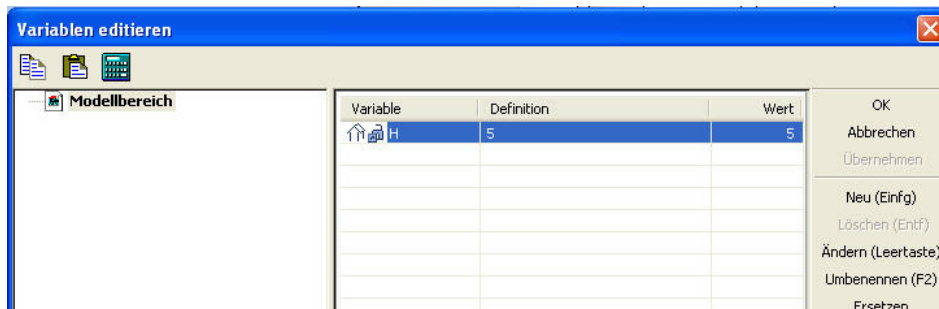 Variablen editieren
Modellbereich
Variable Definition Wert
H 5 5
OK
Abbrechen
Übernehmen
Neu (Einfg)
Löschen (Entf)
Ändern (Leertaste)
Umbenennen (F2)
Ersetzen